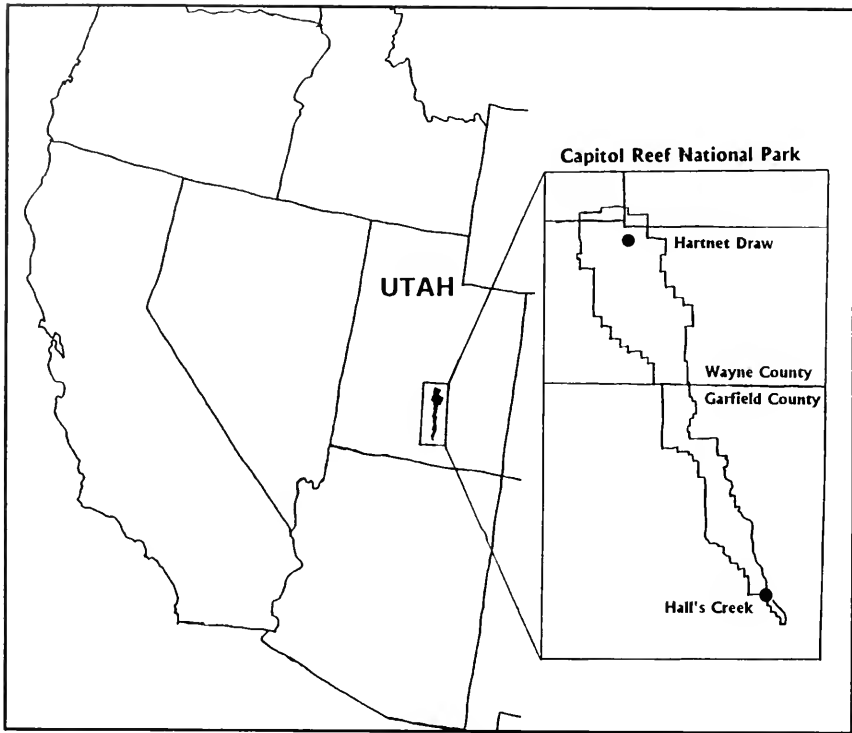 Capitol Reef National Park
Hartnet Draw
UTAH
Wayne County
Garfield County
Hall's Creek